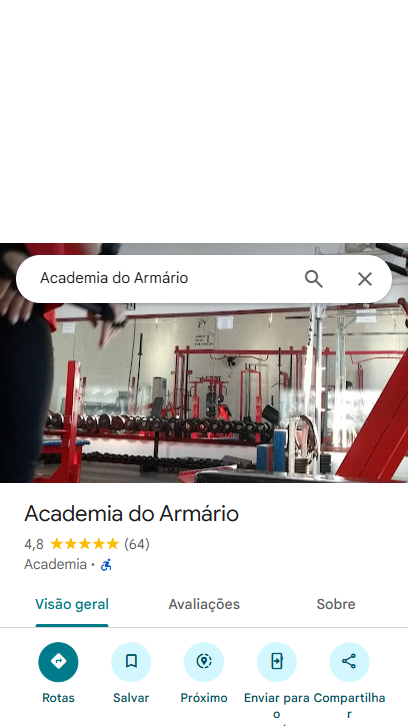 Academia do Armário
Academia do Armário
4,8 (64)
Academia ·
Visão geral Avaliações Sobre
Rotas Salvar Próximo Enviar para o Compartilhar